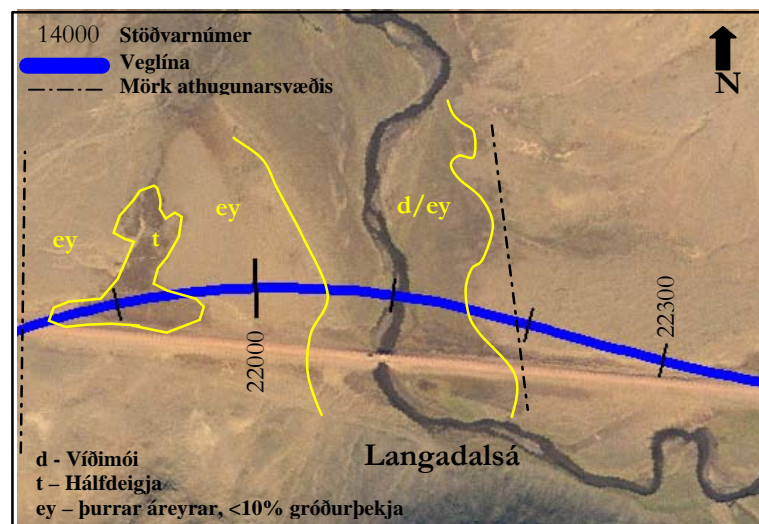 14000 Stöðvarnúmer
Veglína
Mörk athugunarsvæðis
N
ey
t
ey
d/ey
22000
22300
Langadalsá
d - Víðimói
t – Hálfdeigja
ey – þurrar áreyrar, <10% gróðurþekja